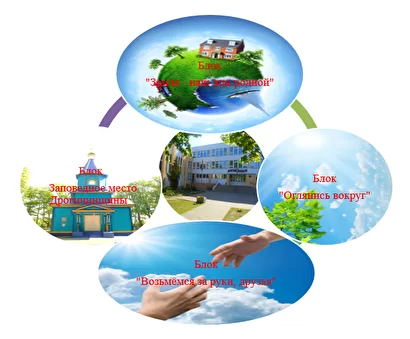 Блок
"Земля - наш дом родной"
Блок
Заповедное место
Дрогичинщины"
Блок
"Оглянись вокруг"
Блок
"Возьмемся за руки, друзья"